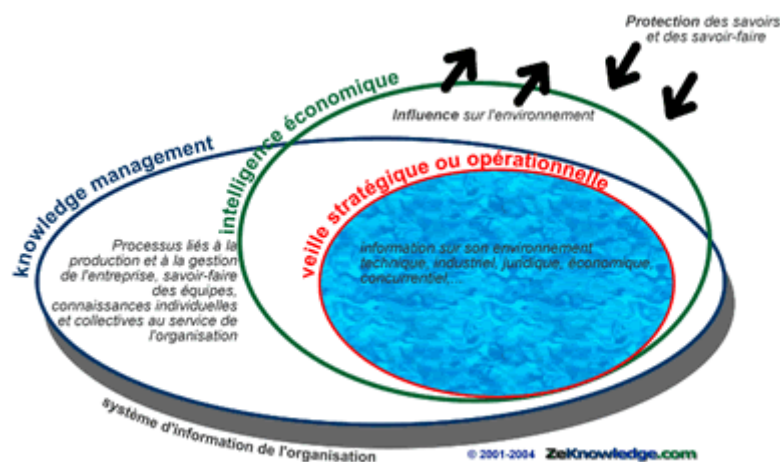 Protection des savoirs
et des savoir-faire
Influence sur l'environnement
intelligence économique
knowledge management
veille stratégique ou opérationnelle
Processus liés à la
production et à la gestion
de l'entreprise, savoir-faire
des équipes,
connaissances individuelles
et collectives au service de
l'organisation
information sur son environnement
technique, industriel, juridique, économique,
concurrentiel,...
système d'information de l'organisation
© 2001-2004 ZeKnowledge.com